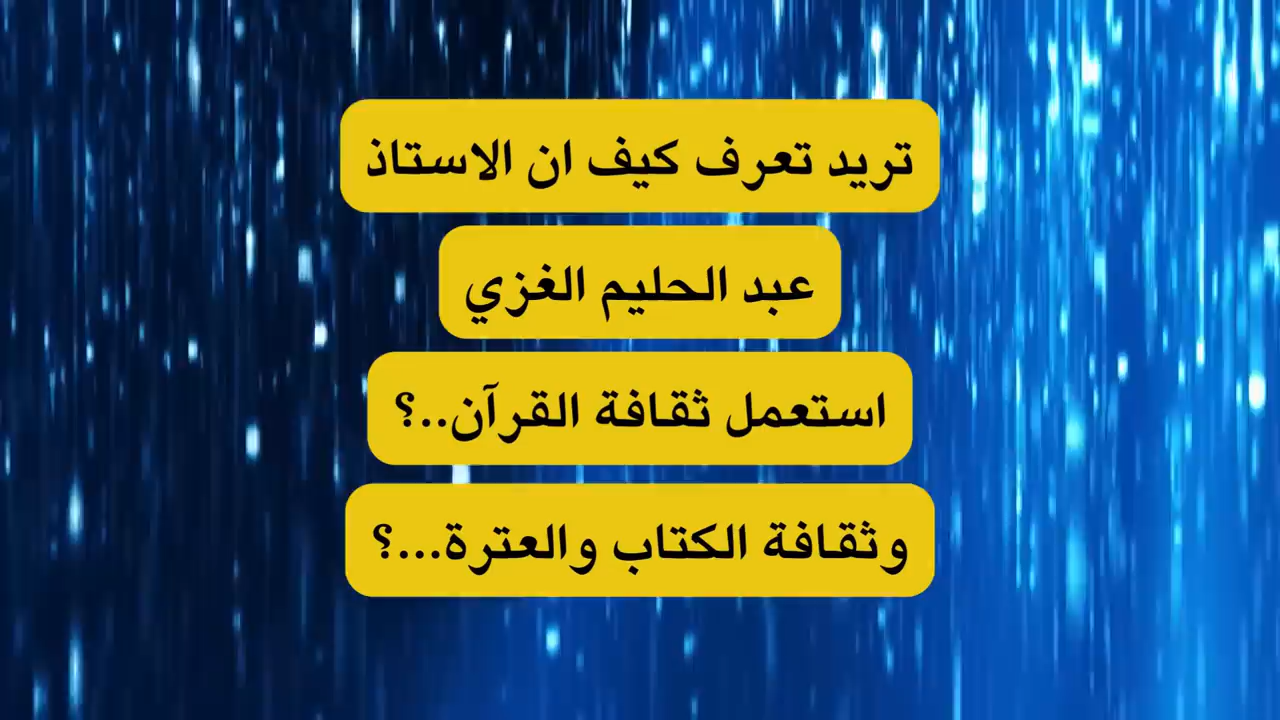 تريد تعرف كيف ان الاستاذ
عبد الحليم الغزي
استعمل ثقافة القرآن..؟
وثقافة الكتاب والعترة...؟